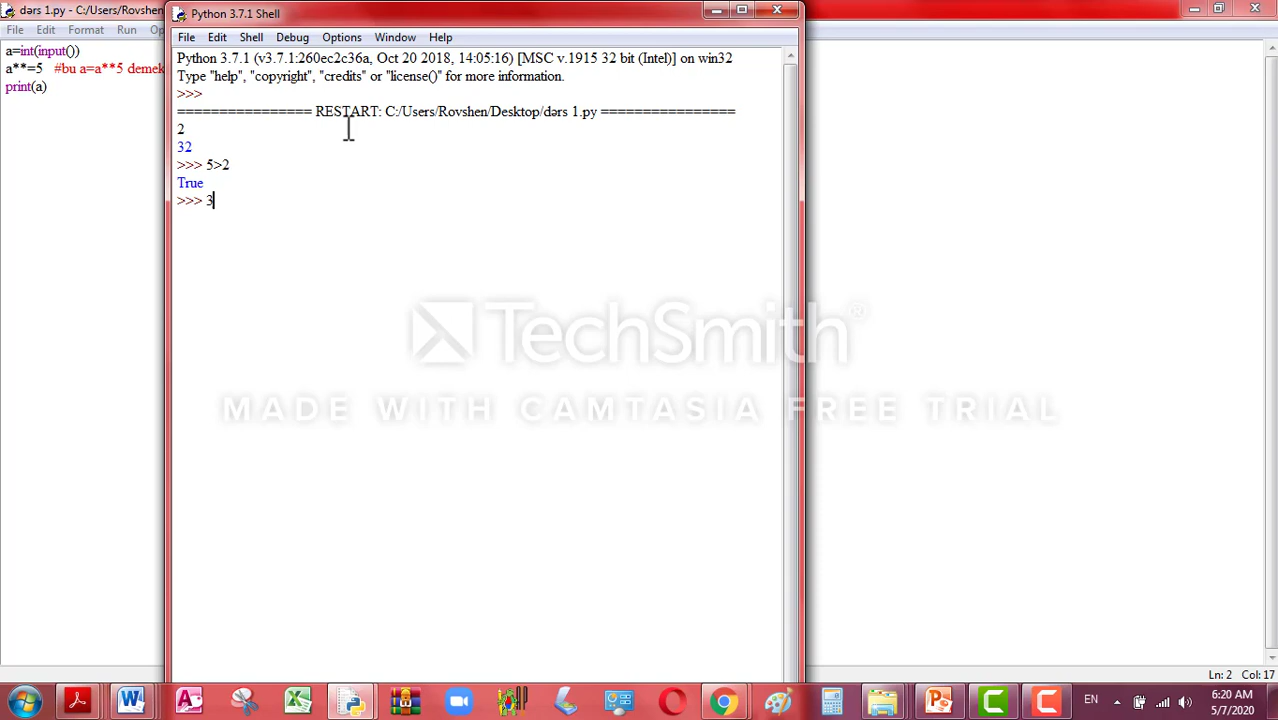 dərs 1.py - C:/Users/Rovshen
File Edit Format Run
a=int(input())
a**=5 #bu a=a**5 demek
print(a)
Python 3.7.1 Shell
File Edit Shell Debug Options Window Help
Python 3.7.1 (v3.7.1:260ec2c36a, Oct 20 2018, 14:05:16) [MSC v.1915 32 bit (Intel)] on win32
Type "help", "copyright", "credits" or "license()" for more information.
>>>
=============== RESTART: C:/Users/Rovshen/Desktop/dərs 1.py ===============
2
32
>>> 5>2
True
>>> 3
TechSmith®
MADE WITH CAMTASIA FREE TRIAL
Ln: 2 Col: 17
EN
6:20 AM
5/7/2020